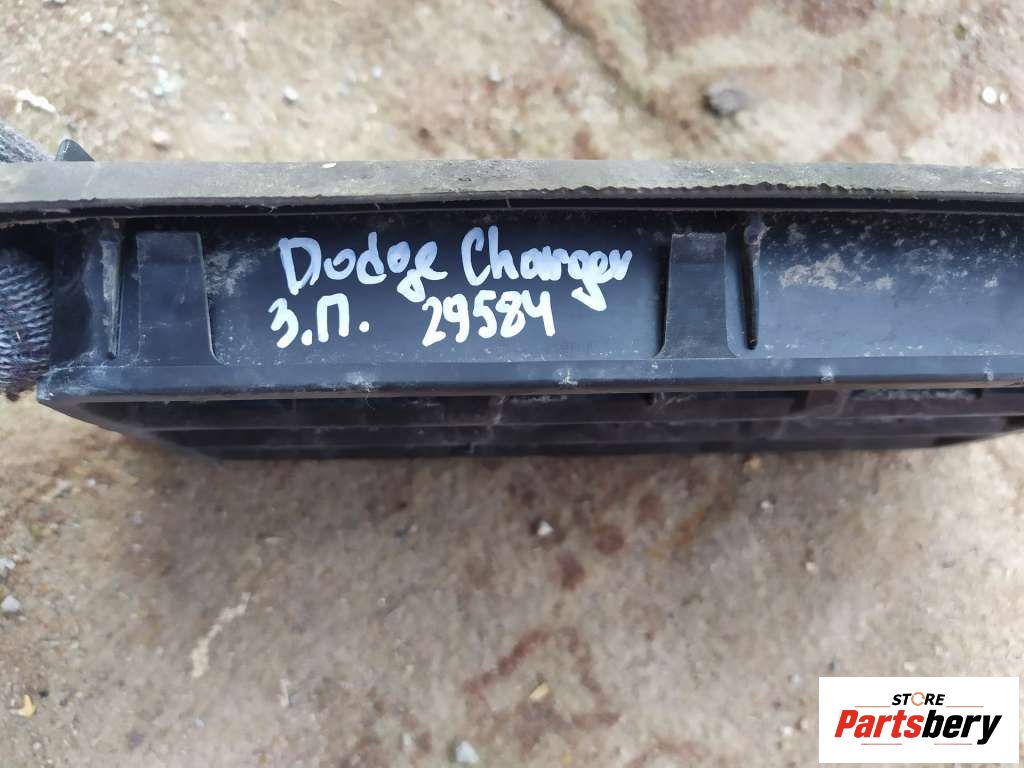 Dodge Charger
З.П. 29584
STORE
Partsbery